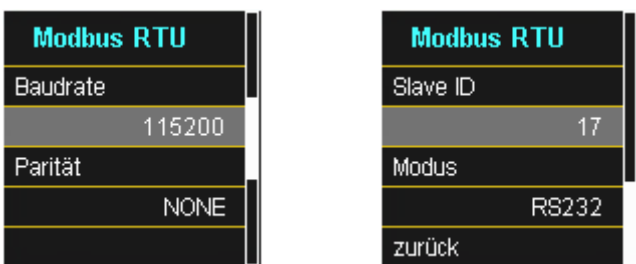 Modbus RTU
Baudrate
115200
Parität
NONE
Modbus RTU
Slave ID
17
Modus
RS232
zurück